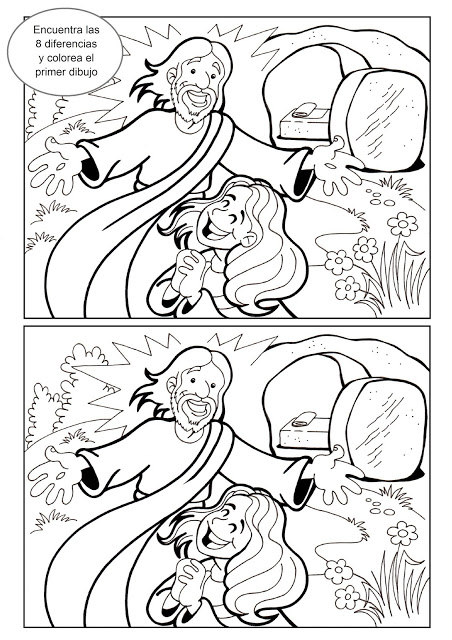 Encuentra las
8 diferencias
y colorea el
primer dibujo